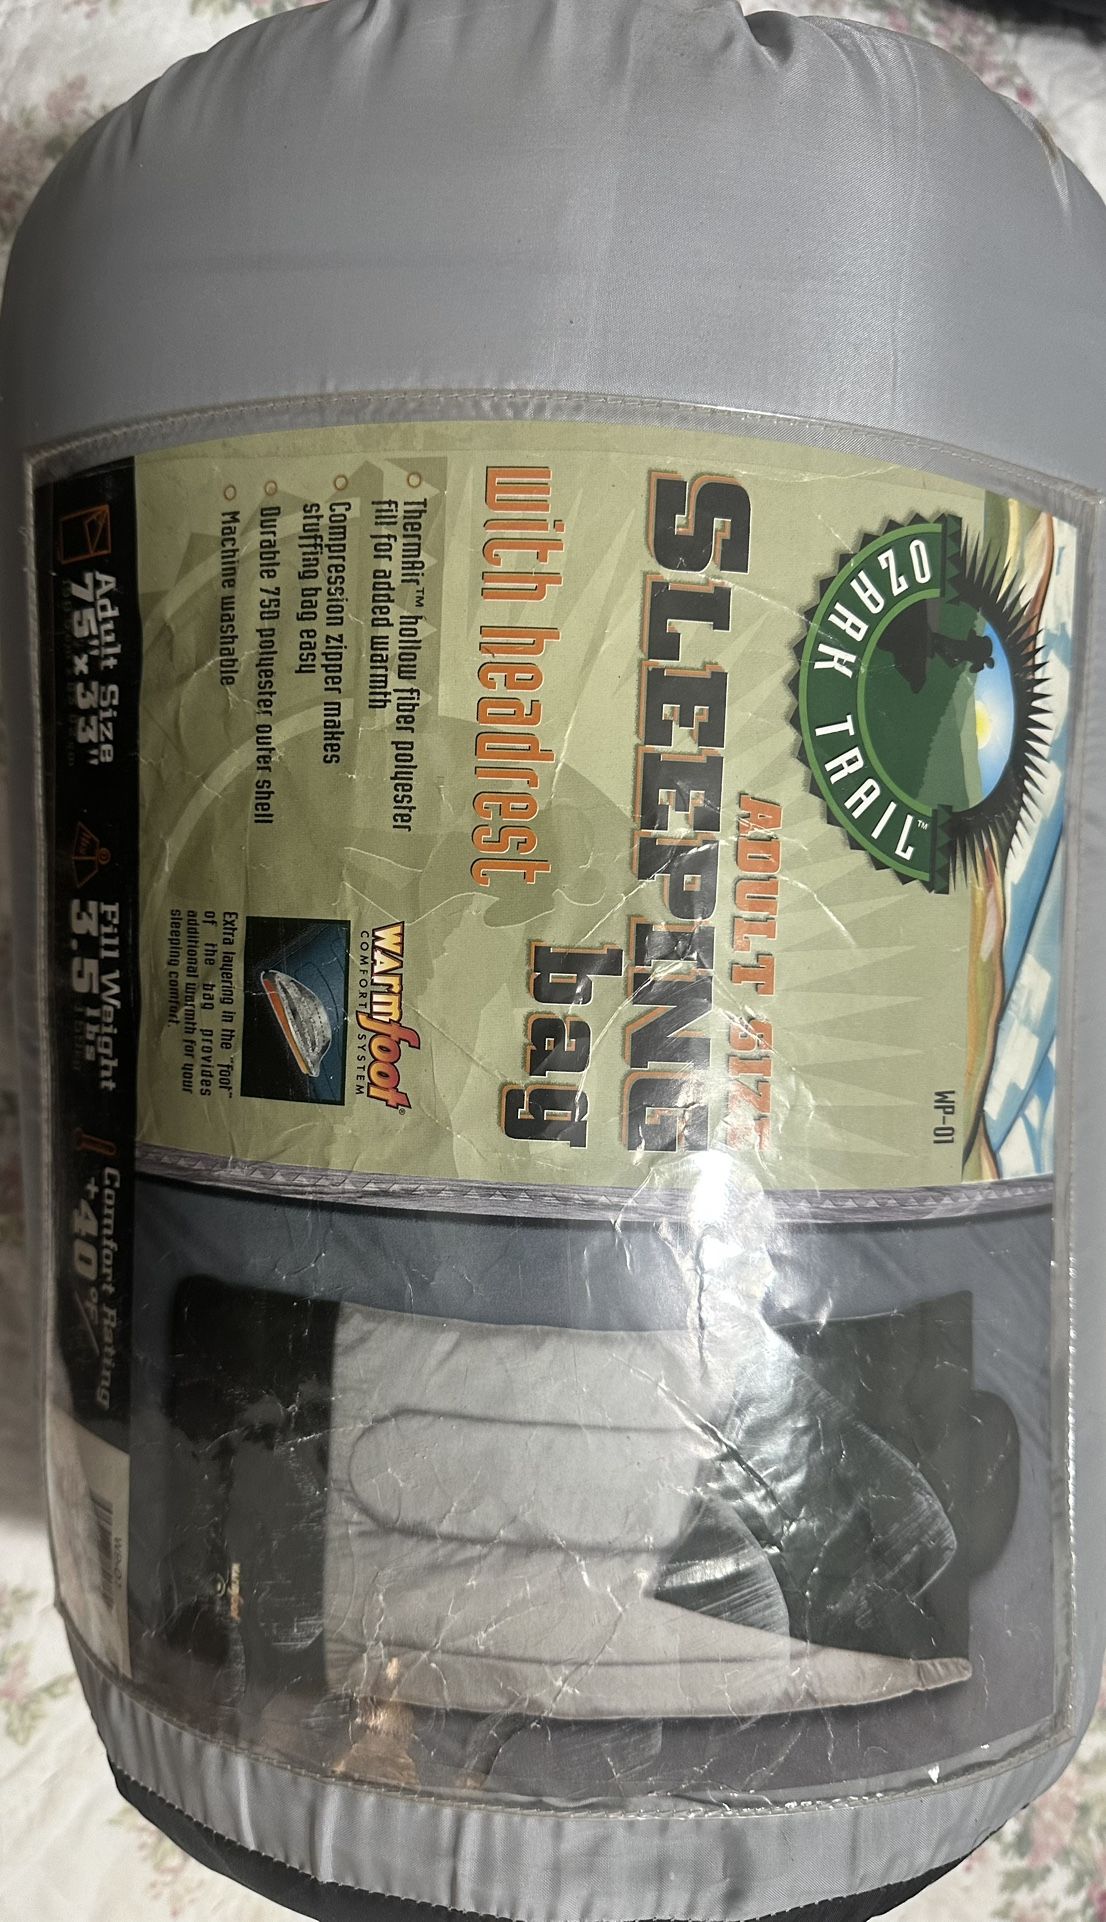 OZARK TRAIL™
WP-01
ADULT SIZE
SLEEPING
bag
with headrest
ThermAir™ hollow fiber polyester
fill for added warmth
Compression zipper makes
stuffing bag easy
Durable 75D polyester outer shell
Machine washable
WARMfoot®
COMFORT SYSTEM
Extra layering in the "foot"
of the bag provides
additional warmth for your
sleeping comfort.
Adult Size
75" x 33"
Fill Weight
3.5 lbs
Comfort Rating
+40°F/